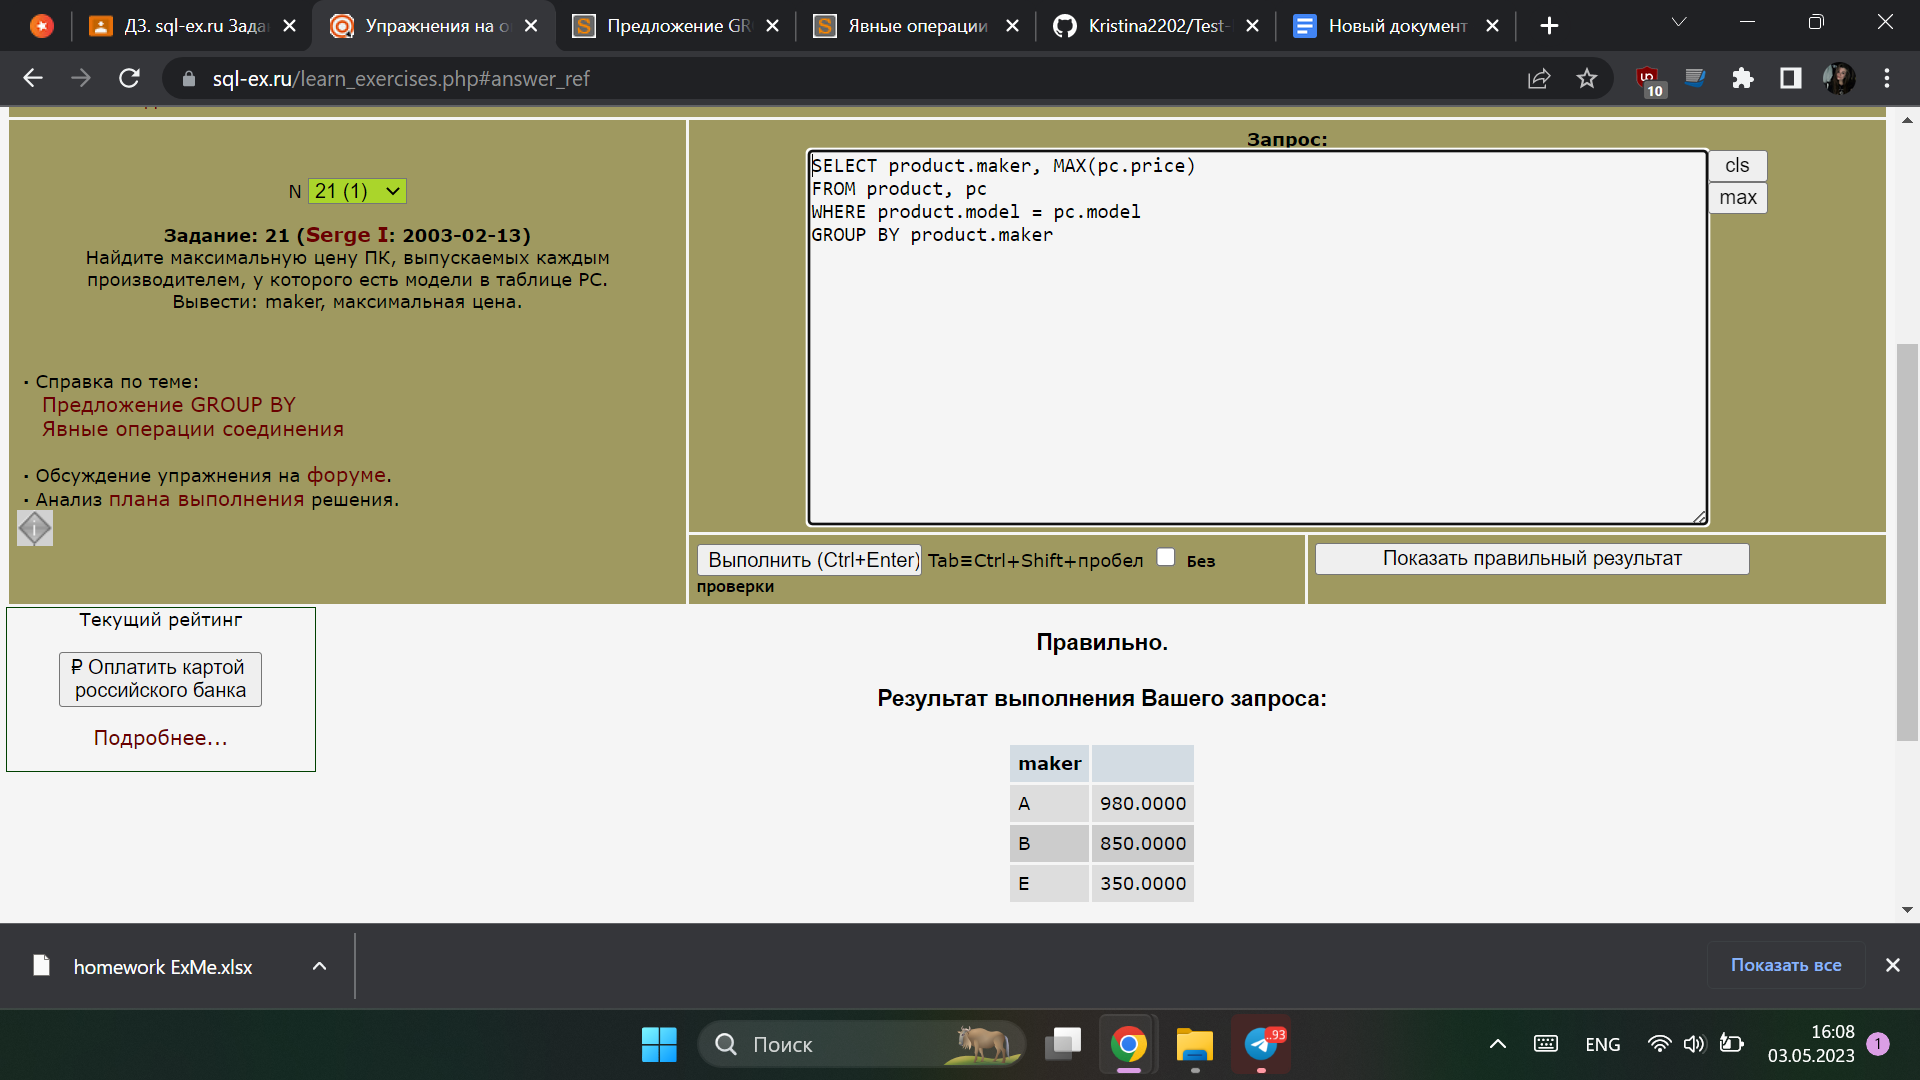 ДЗ. sql-ex.ru Зада
Упражнения на о
Предложение GR
Явные операции
Kristina2202/Test-
Новый документ
sql-ex.ru/learn_exercises.php#answer_ref
10
Запрос:
N 21 (1)
Задание: 21 (Serge I: 2003-02-13)
Найдите максимальную цену ПК, выпускаемых каждым
производителем, у которого есть модели в таблице PC.
Вывести: maker, максимальная цена.
· Справка по теме:
Предложение GROUP BY
Явные операции соединения
· Обсуждение упражнения на форуме.
· Анализ плана выполнения решения.
SELECT product.maker, MAX(pc.price)
FROM product, pc
WHERE product.model = pc.model
GROUP BY product.maker
cls
max
Выполнить (Ctrl+Enter) Tab≡Ctrl+Shift+пробел Без
проверки
Показать правильный результат
Текущий рейтинг
₽ Оплатить картой
российского банка
Подробнее...
Правильно.
Результат выполнения Вашего запроса:
maker
A 980.0000
B 850.0000
E 350.0000
homework ExMe.xlsx
Показать все
Поиск
..93
ENG
16:08
03.05.2023
1